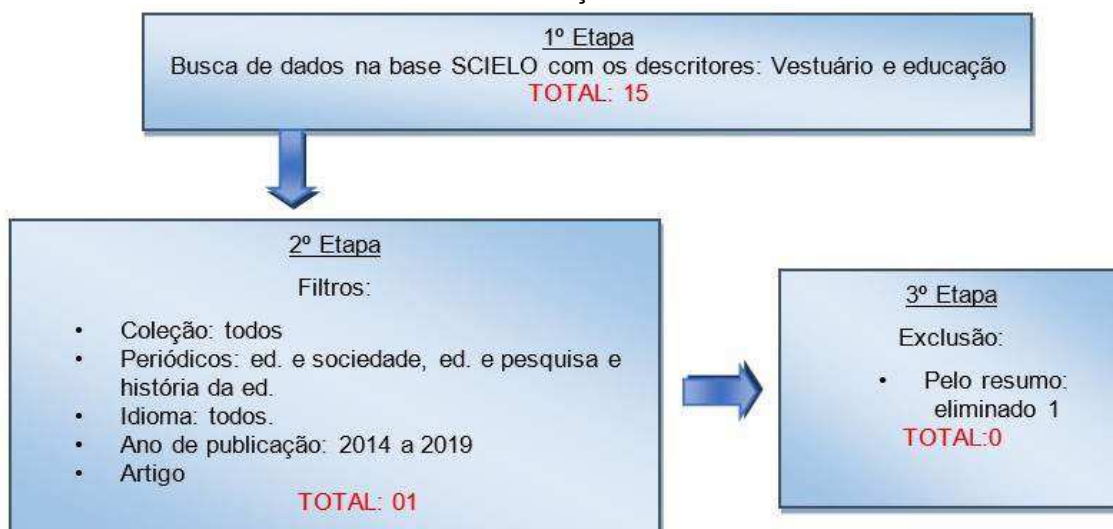 1º Etapa
Busca de dados na base SCIELO com os descritores: Vestuário e educação
TOTAL: 15
2º Etapa
Filtros:
• Coleção: todos
• Periódicos: ed. e sociedade, ed. e pesquisa e
história da ed.
• Idioma: todos.
• Ano de publicação: 2014 a 2019
• Artigo
TOTAL: 01
3º Etapa
Exclusão:
• Pelo resumo:
eliminado 1
TOTAL:0